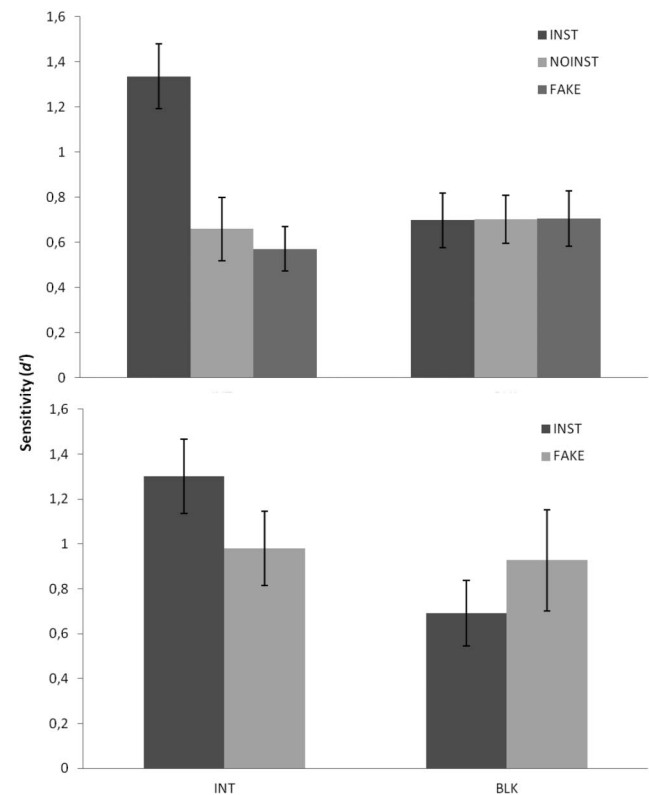 1,6
1,4
1,2
1
0,8
0,6
0,4
0,2
0
INST
NOINST
FAKE
Sensitivity (d')
1,6
1,4
1,2
1
0,8
0,6
0,4
0,2
0
INST
FAKE
INT
BLK